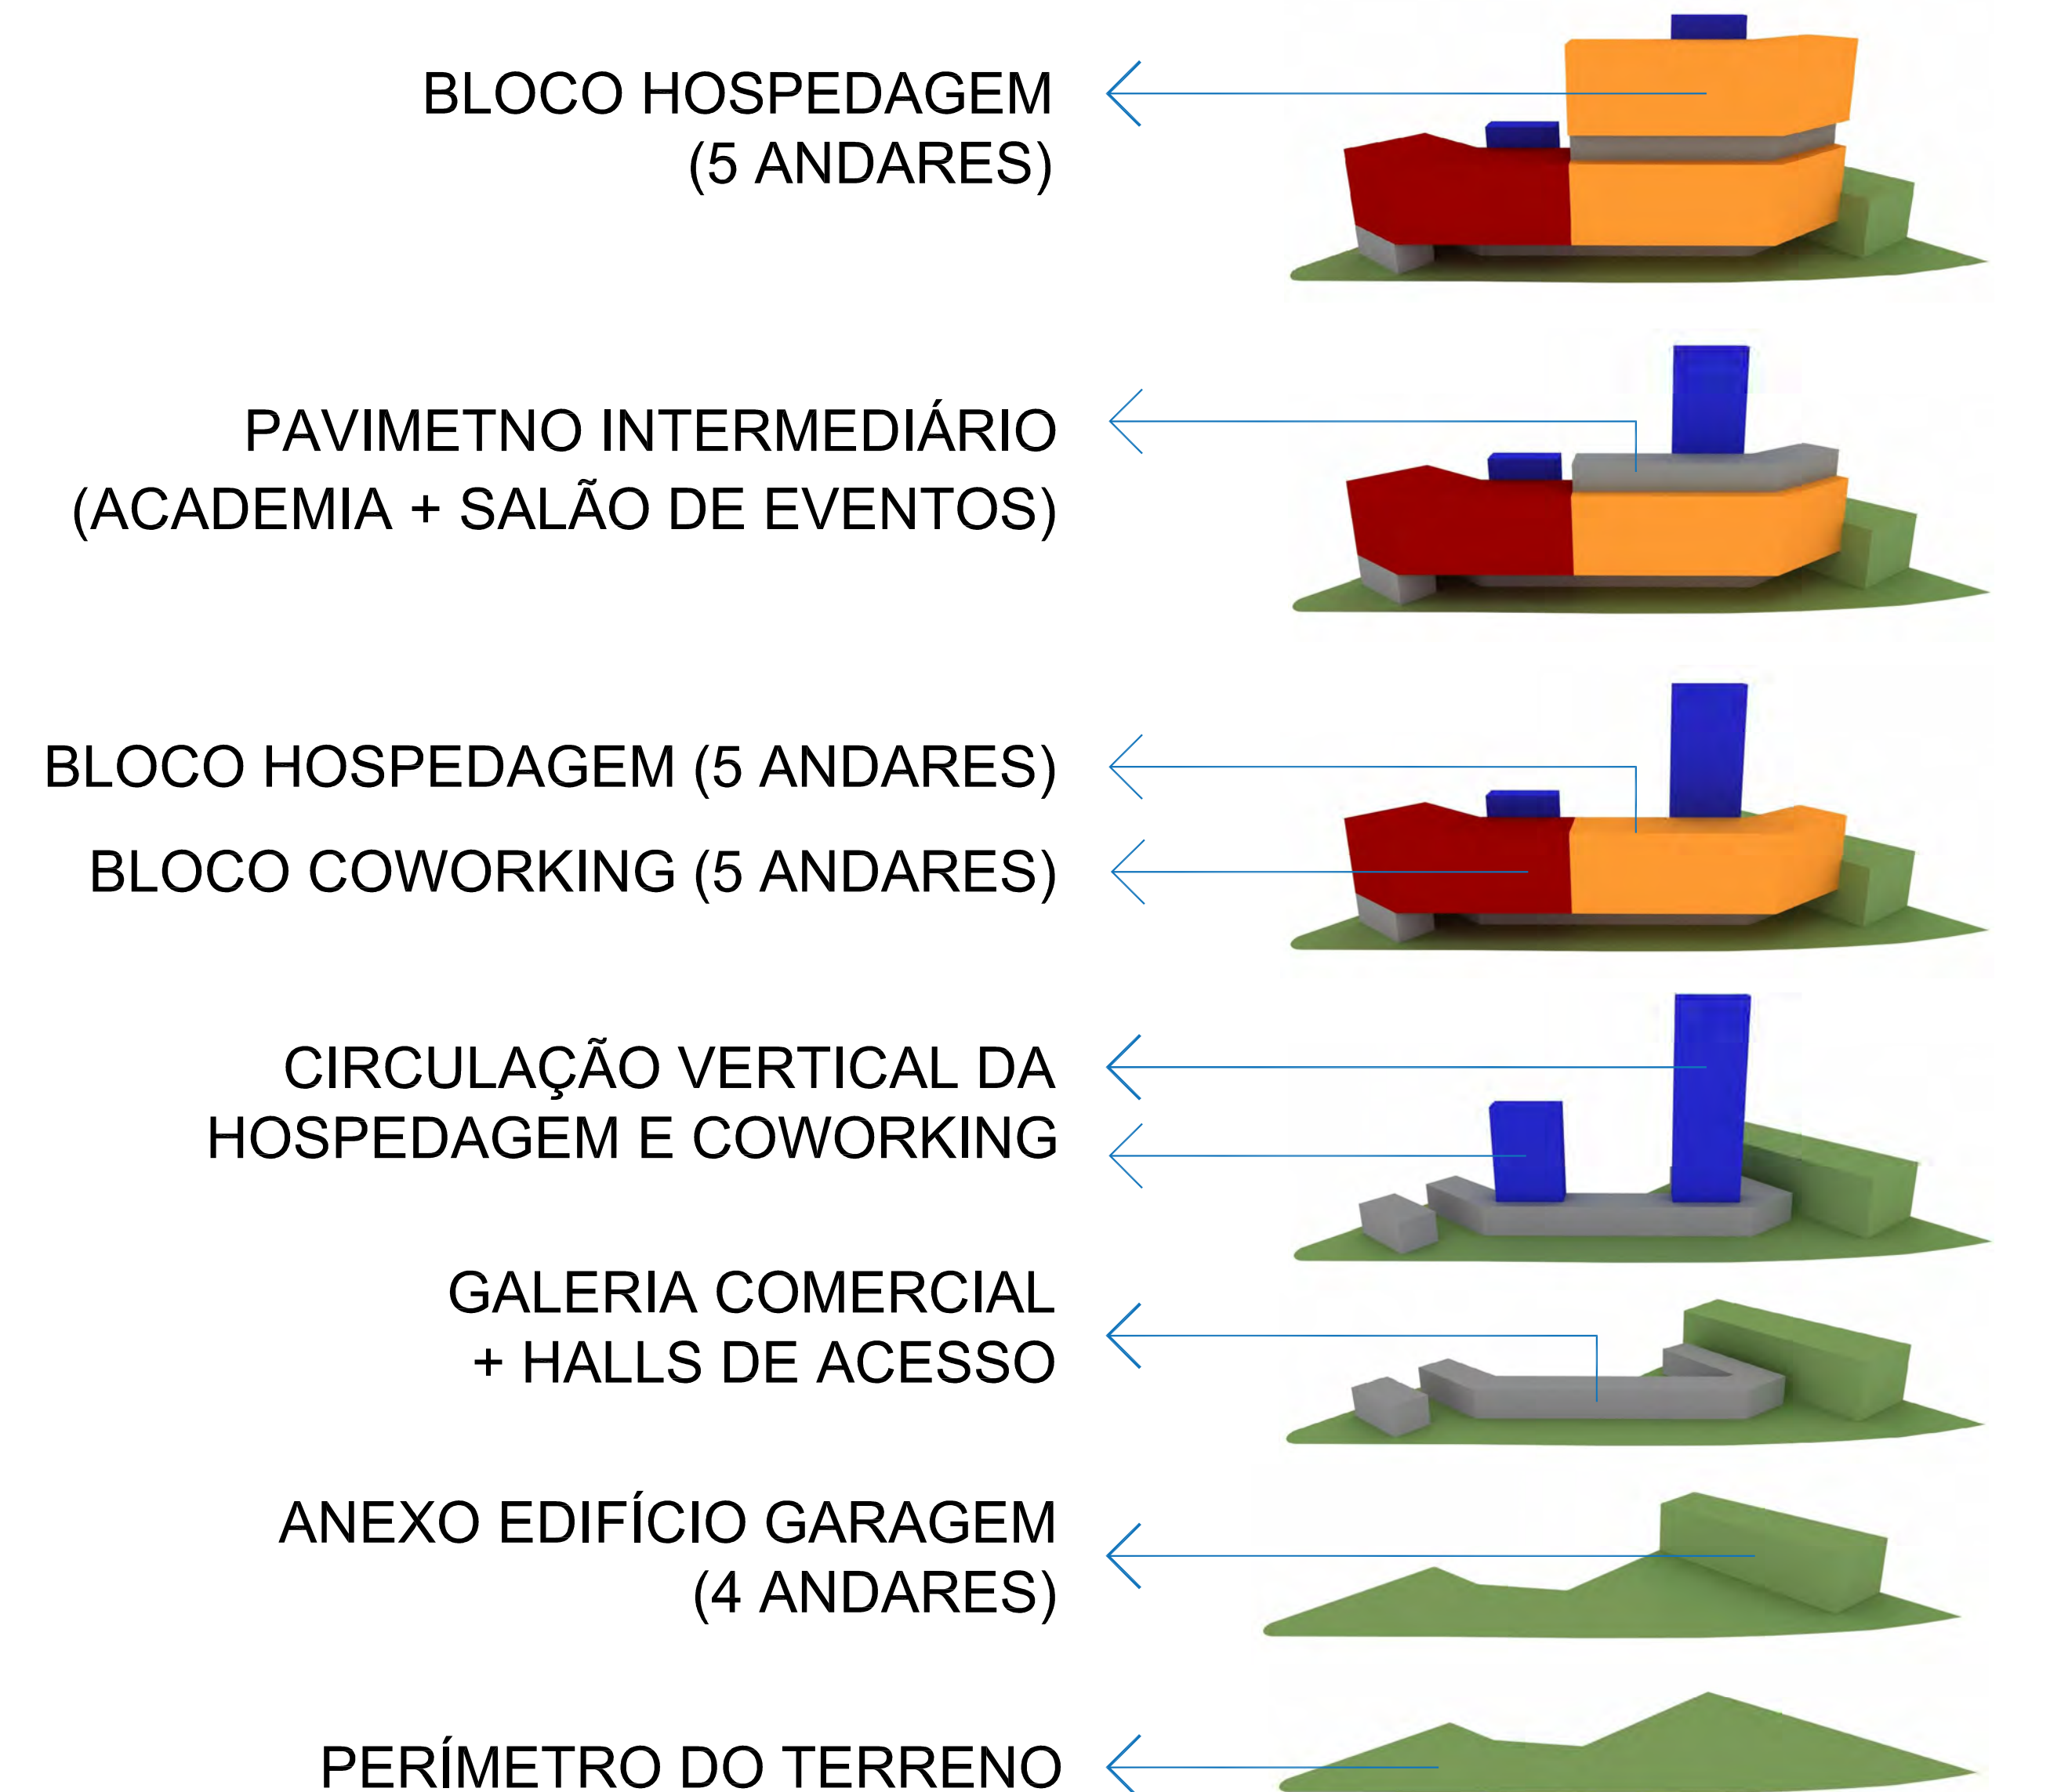 BLOCO HOSPEDAGEM
(5 ANDARES)
PAVIMETNO INTERMEDIÁRIO
(ACADEMIA + SALÃO DE EVENTOS)
BLOCO HOSPEDAGEM (5 ANDARES)
BLOCO COWORKING (5 ANDARES)
CIRCULAÇÃO VERTICAL DA
HOSPEDAGEM E COWORKING
GALERIA COMERCIAL
+ HALLS DE ACESSO
ANEXO EDIFÍCIO GARAGEM
(4 ANDARES)
PERÍMETRO DO TERRENO